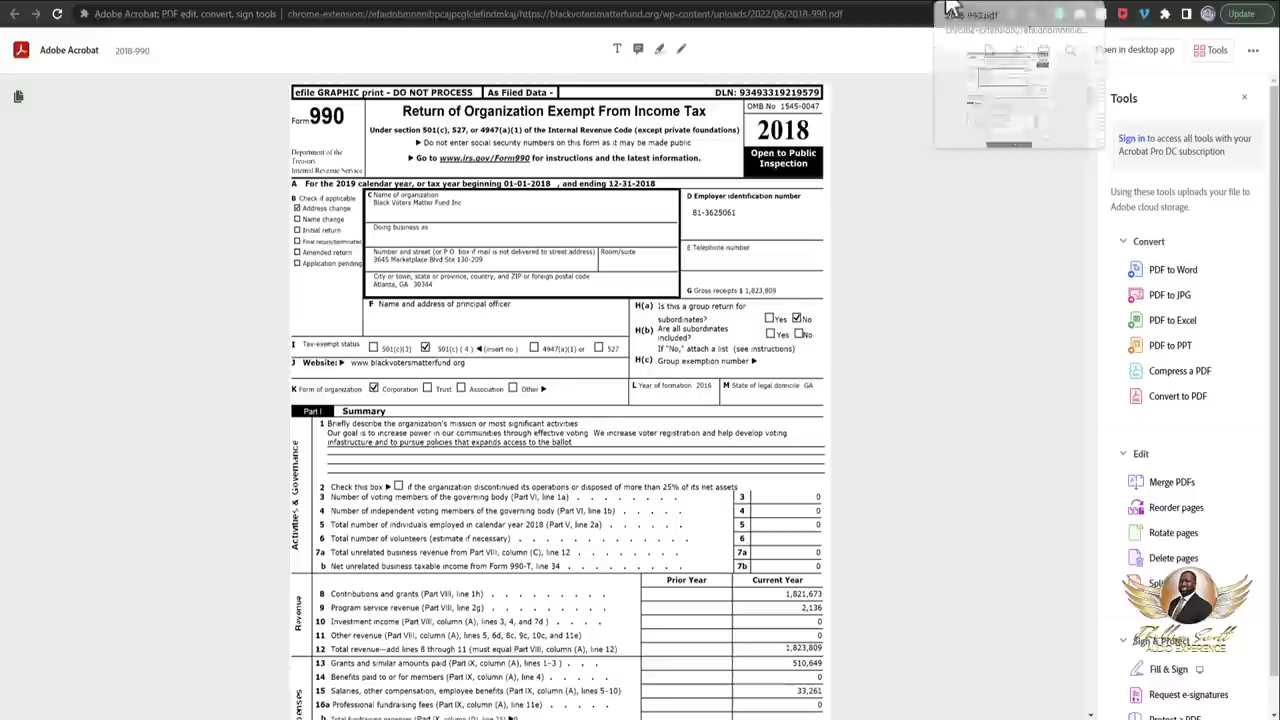 Adobe Acrobat: PDF edit, convert, sign tools | chrome-extension://efaidnbmnnnibpcajpcglclefindmkaj/https://blackvotersmatterfund.org/wp-content/uploads/2022/06/2018-990.pdf
Update
Adobe Acrobat 2018-990
Open in desktop app
Tools
efile GRAPHIC print - DO NOT PROCESS As Filed Data - DLN: 93493319219579
Form 990
Return of Organization Exempt From Income Tax
OMB No 1545-0047
Under section 501(c), 527, or 4947(a)(1) of the Internal Revenue Code (except private foundations)
2018
▶ Do not enter social security numbers on this form as it may be made public
Department of the
Treasury
Internal Revenue Service
▶ Go to www.irs.gov/Form990 for instructions and the latest information.
Open to Public
Inspection
A For the 2019 calendar year, or tax year beginning 01-01-2018 , and ending 12-31-2018
B Check if applicable
Address change
Name change
Initial return
Final return/terminated
Amended return
Application pending
C Name of organization
Black Voters Matter Fund Inc
Doing business as
Number and street (or P O box if mail is not delivered to street address) Room/suite
3645 Marketplace Blvd Ste 130-209
City or town, state or province, country, and ZIP or foreign postal code
Atlanta, GA 30344
D Employer identification number
81-3625061
E Telephone number
G Gross receipts $ 1,823,809
F Name and address of principal officer
H(a) Is this a group return for
subordinates? Yes No
H(b) Are all subordinates
included? Yes No
If "No," attach a list (see instructions)
H(c) Group exemption number ▶
I Tax-exempt status 501(c)(3) 501(c) ( 4 ) ◀ (insert no ) 4947(a)(1) or 527
J Website: ▶ www blackvotersmatterfund org
K Form of organization Corporation Trust Association Other ▶
L Year of formation 2016
M State of legal domicile GA
Part I Summary
Activities & Governance
1 Briefly describe the organization's mission or most significant activities
Our goal is to increase power in our communities through effective voting We increase voter registration and help develop voting
infastructure and to pursue policies that expands access to the ballot
2 Check this box ▶ if the organization discontinued its operations or disposed of more than 25% of its net assets
3 Number of voting members of the governing body (Part VI, line 1a) . . . . . . . 3 0
4 Number of independent voting members of the governing body (Part VI, line 1b) . . . . . 4 0
5 Total number of individuals employed in calendar year 2018 (Part V, line 2a) . . . . . . 5 0
6 Total number of volunteers (estimate if necessary) . . . . . . . . . . . 6
7a Total unrelated business revenue from Part VIII, column (C), line 12 . . . . . . . 7a 0
b Net unrelated business taxable income from Form 990-T, line 34 . . . . . . . . 7b 0
Prior Year Current Year
Revenue
8 Contributions and grants (Part VIII, line 1h) . . . . . . . . 1,821,673
9 Program service revenue (Part VIII, line 2g) . . . . . . . . 2,136
10 Investment income (Part VIII, column (A), lines 3, 4, and 7d ) . . . . 0
11 Other revenue (Part VIII, column (A), lines 5, 6d, 8c, 9c, 10c, and 11e) 0
12 Total revenue—add lines 8 through 11 (must equal Part VIII, column (A), line 12) 1,823,809
13 Grants and similar amounts paid (Part IX, column (A), lines 1–3 ) . . . 510,649
14 Benefits paid to or for members (Part IX, column (A), line 4) . . . . . 0
15 Salaries, other compensation, employee benefits (Part IX, column (A), lines 5–10) 33,261
16a Professional fundraising fees (Part IX, column (A), line 11e) . . . . . 0
Tools
Sign in to access all tools with your
Acrobat Pro DC subscription
Using these tools uploads your file to
Adobe cloud storage.
Convert
PDF to Word
PDF to JPG
PDF to Excel
PDF to PPT
Compress a PDF
Convert to PDF
Edit
Merge PDFs
Reorder pages
Rotate pages
Delete pages
Sign & Protect
Fill & Sign
Request e-signatures